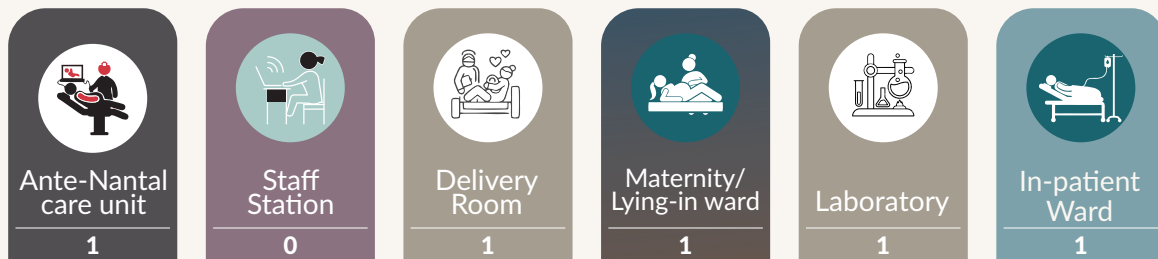 Ante-Nantal
care unit
1
Staff
Station
0
Delivery
Room
1
Maternity/
Lying-in ward
1
Laboratory
1
In-patient
Ward
1